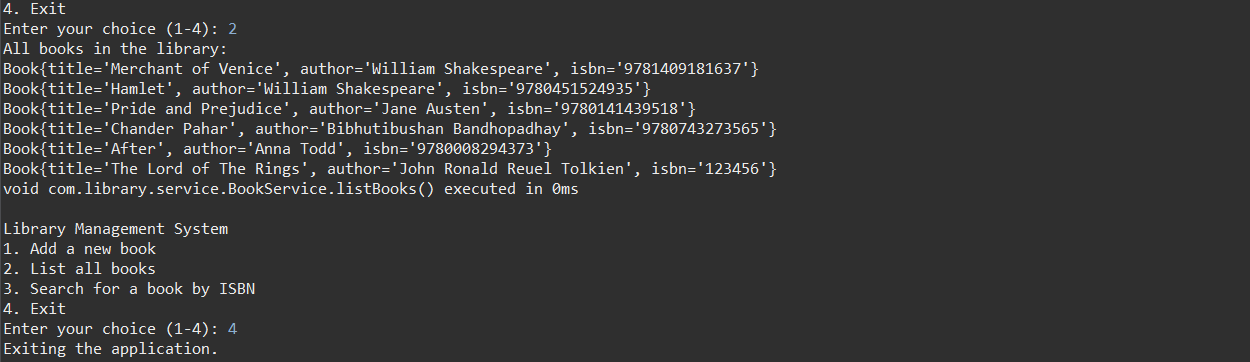 4. Exit
Enter your choice (1-4): 2
All books in the library:
Book{title='Merchant of Venice', author='William Shakespeare', isbn='9781409181637'}
Book{title='Hamlet', author='William Shakespeare', isbn='9780451524935'}
Book{title='Pride and Prejudice', author='Jane Austen', isbn='9780141439518'}
Book{title='Chander Pahar', author='Bibhutibushan Bandhopadhay', isbn='9780743273565'}
Book{title='After', author='Anna Todd', isbn='9780008294373'}
Book{title='The Lord of The Rings', author='John Ronald Reuel Tolkien', isbn='123456'}
void com.library.service.BookService.listBooks() executed in 0ms
Library Management System
1. Add a new book
2. List all books
3. Search for a book by ISBN
4. Exit
Enter your choice (1-4): 4
Exiting the application.